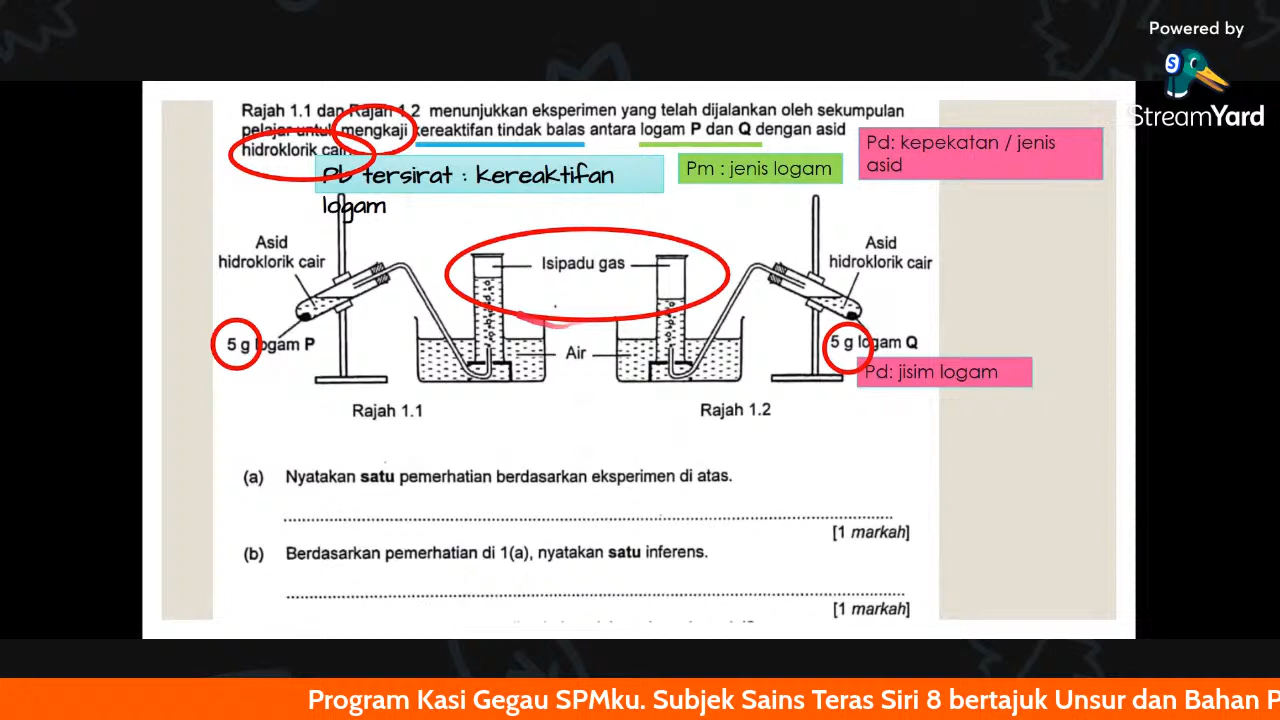 Powered by
StreamYard
Rajah 1.1 dan Rajah 1.2 menunjukkan eksperimen yang telah dijalankan oleh sekumpulan
pelajar untuk mengkaji kereaktifan tindak balas antara logam P dan Q dengan asid
hidroklorik cair.
Pd: kepekatan / jenis
asid
Pb tersirat : kereaktifan
logam
Pm : jenis logam
Asid
hidroklorik cair
Isipadu gas
Asid
hidroklorik cair
5 g logam P
Air
5 g logam Q
Pd: jisim logam
Rajah 1.1
Rajah 1.2
(a) Nyatakan satu pemerhatian berdasarkan eksperimen di atas.
[1 markah]
(b) Berdasarkan pemerhatian di 1(a), nyatakan satu inferens.
[1 markah]
Program Kasi Gegau SPMku. Subjek Sains Teras Siri 8 bertajuk Unsur dan Bahan P